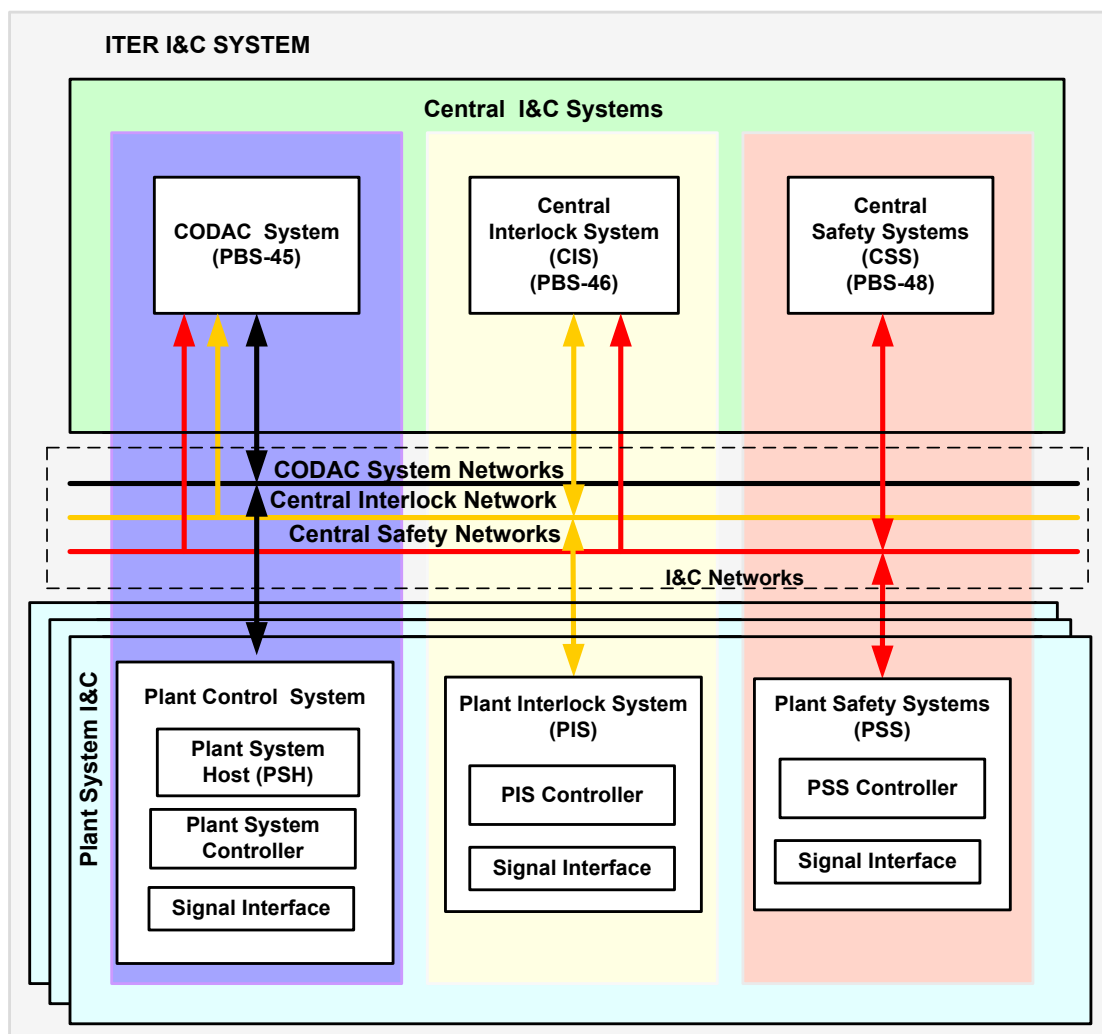 ITER I&C SYSTEM
Central I&C Systems
CODAC System
(PBS-45)
Central
Interlock System
(CIS)
(PBS-46)
Central
Safety Systems
(CSS)
(PBS-48)
CODAC System Networks
Central Interlock Network
Central Safety Networks
I&C Networks
Plant System I&C
Plant Control System
Plant System
Host (PSH)
Plant System
Controller
Signal Interface
Plant Interlock System
(PIS)
PIS Controller
Signal Interface
Plant Safety Systems
(PSS)
PSS Controller
Signal Interface